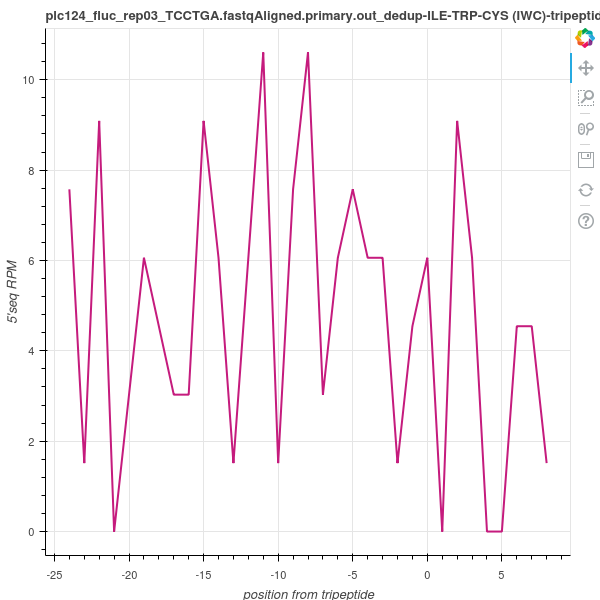 plc124_fluc_rep03_TCCTGA.fastqAligned.primary.out_dedup-ILE-TRP-CYS (IWC)-tripeptid
10
8
6
4
2
0
5'seq RPM
-25 -20 -15 -10 -5 0 5
position from tripeptide